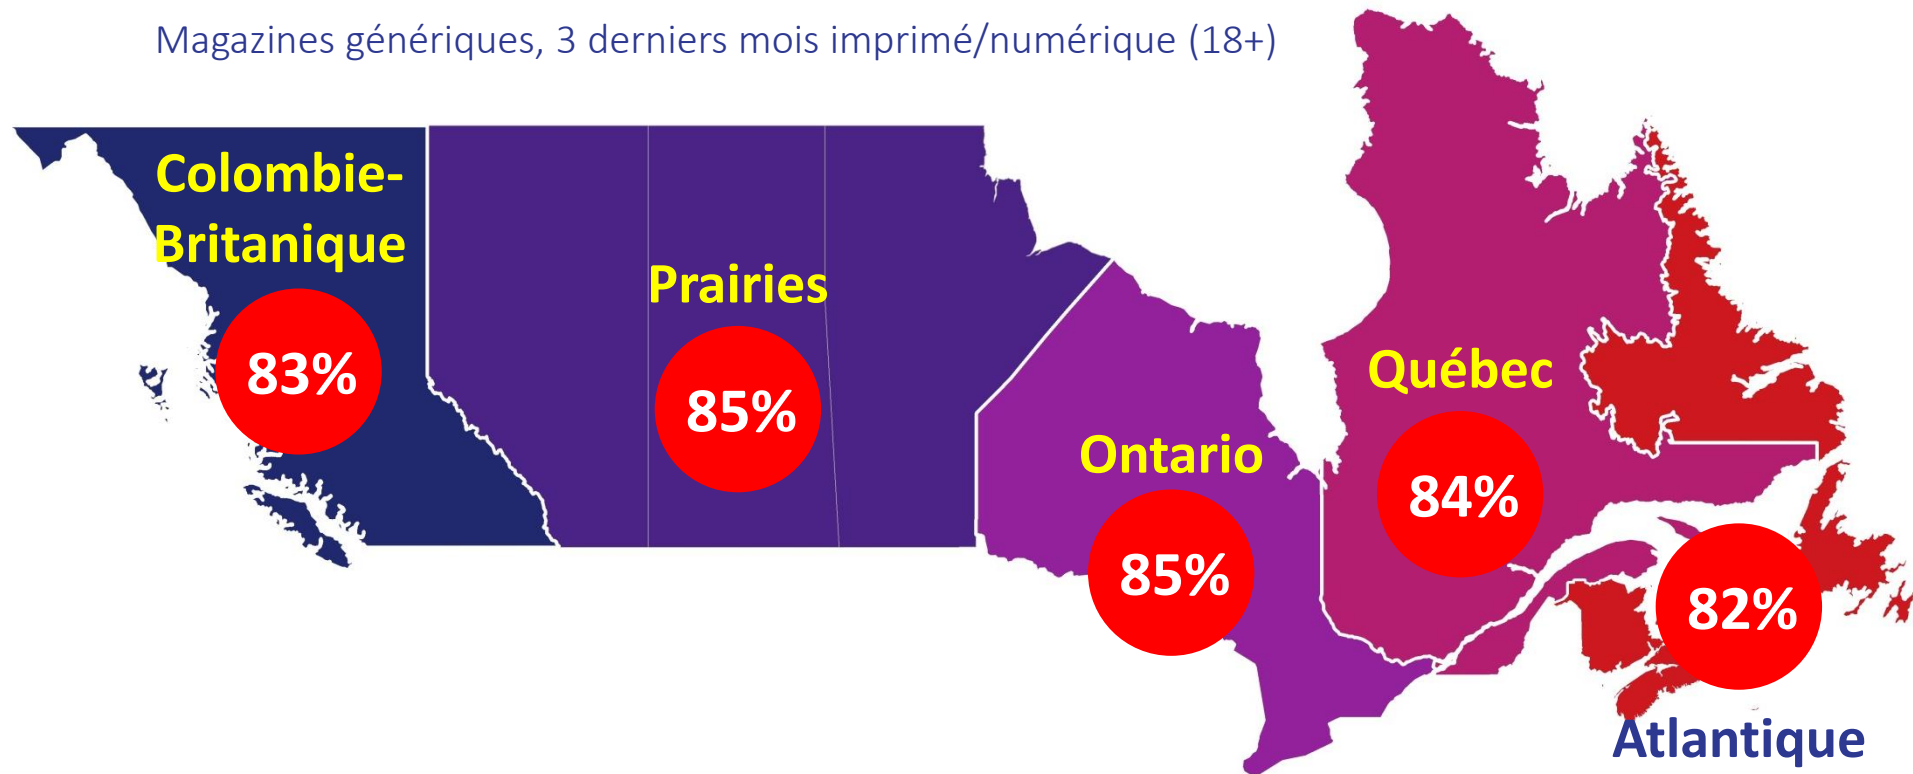 Magazines génériques, 3 derniers mois imprimé/numérique (18+)
Colombie-
Britanique
83%
Prairies
85%
Ontario
85%
Québec
84%
82%
Atlantique